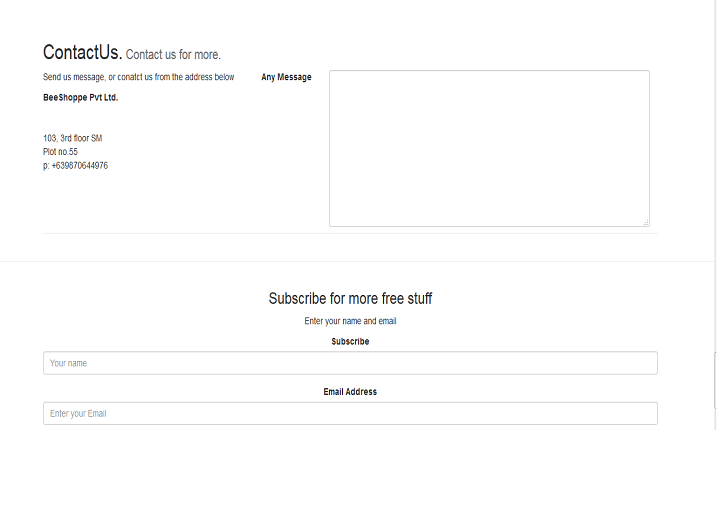 ContactUs. Contact us for more.
Send us message, or conatct us from the address below
Any Message
BeeShoppe Pvt Ltd.
103, 3rd floor SM
Plot no.55
p: +639870644976
Subscribe for more free stuff
Enter your name and email
Subscribe
Your name
Email Address
Enter your Email